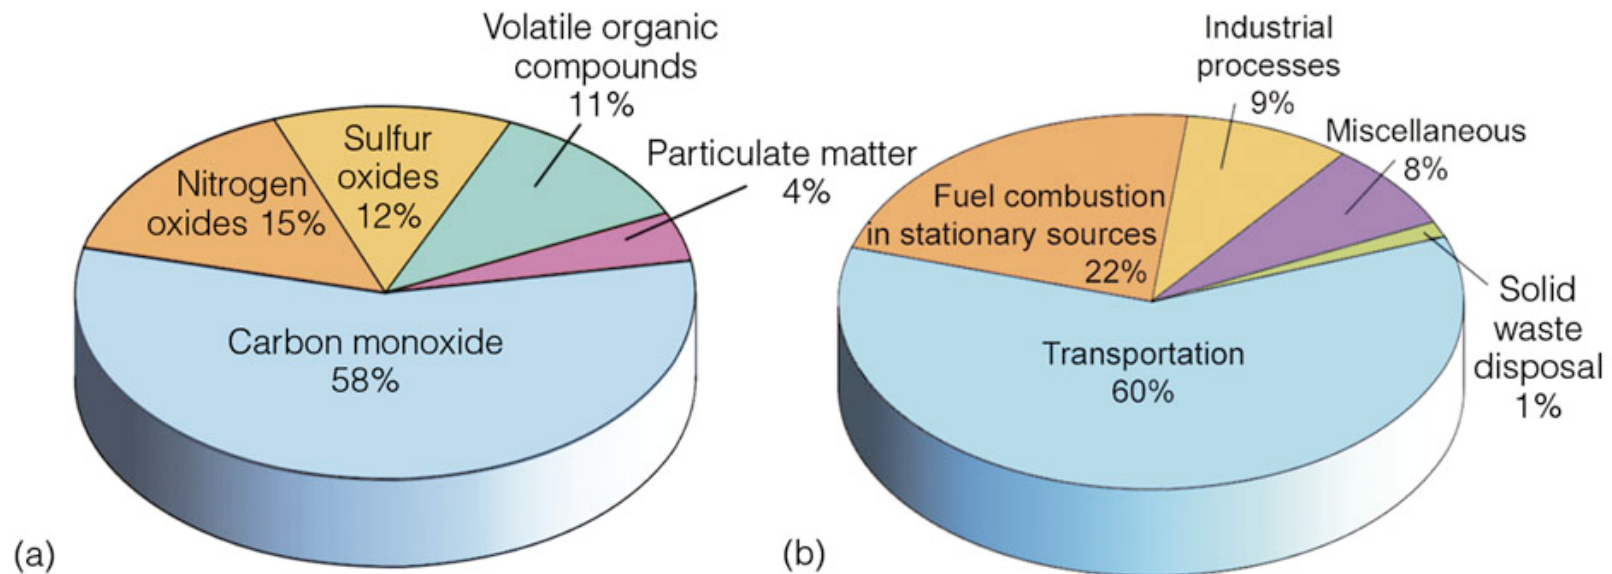 Volatile organic
compounds
11%
Sulfur
oxides
12%
Nitrogen
oxides 15%
Particulate matter
4%
Carbon monoxide
58%
(a)
Industrial
processes
9%
Miscellaneous
8%
Fuel combustion
in stationary sources
22%
Solid
waste
disposal
1%
Transportation
60%
(b)